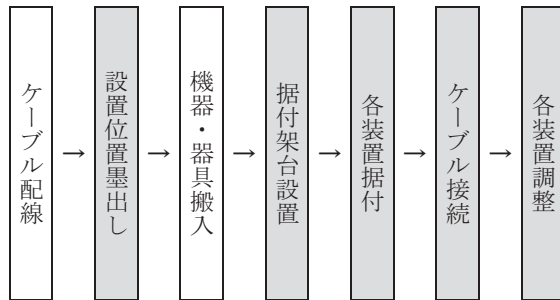 ケーブル配線
→
設置位置墨出し
→
機器・器具搬入
→
据付架台設置
→
各装置据付
→
ケーブル接続
→
各装置調整